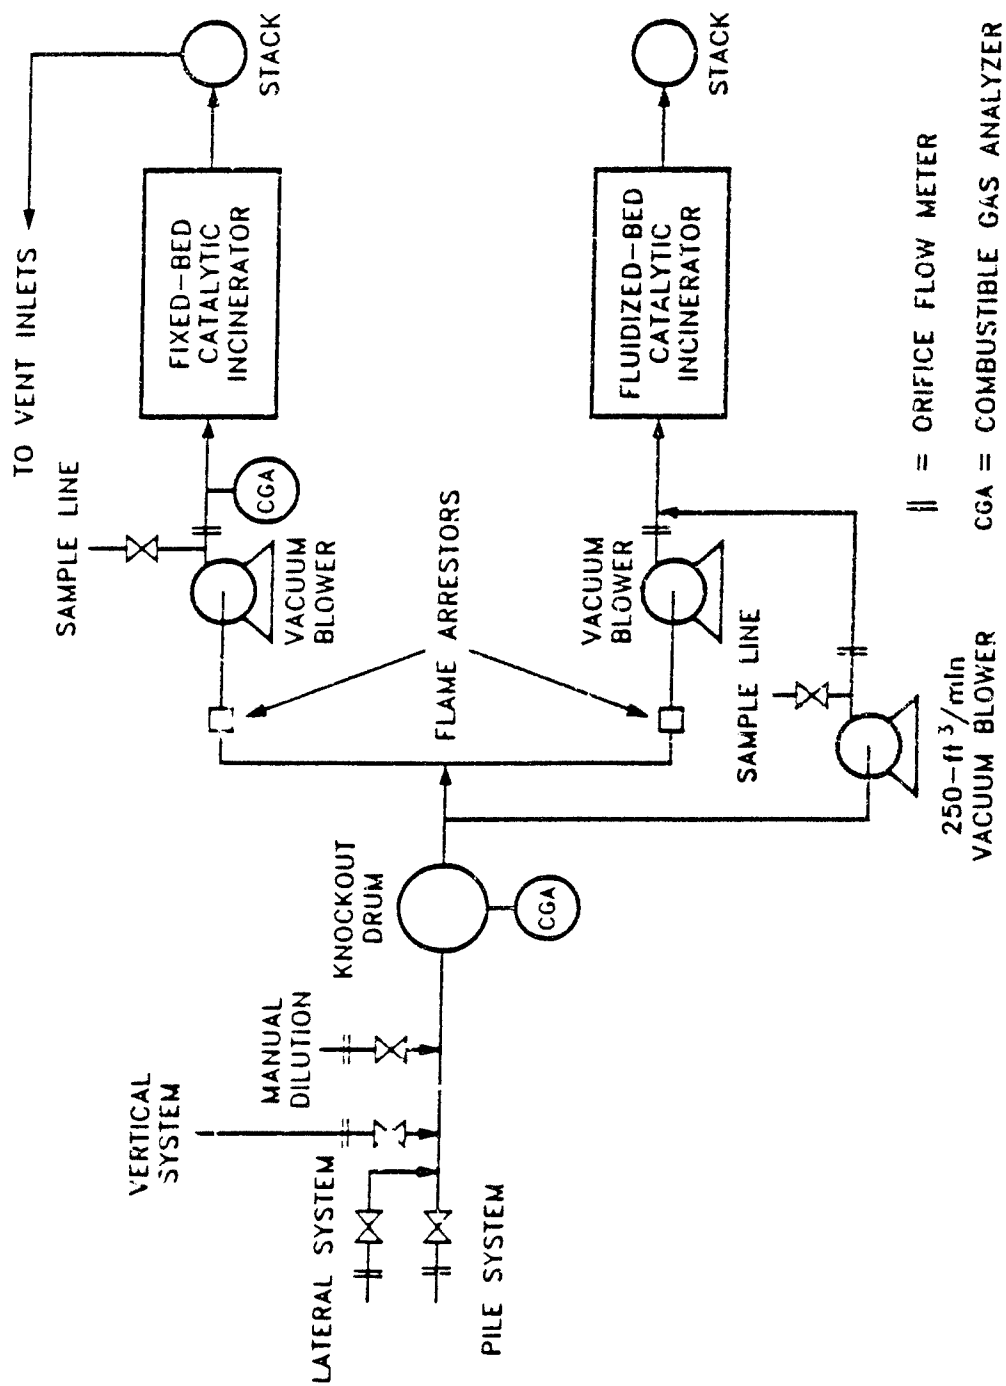 TO VENT INLETS
SAMPLE LINE
CGA
VACUUM
BLOWER
FIXED-BED
CATALYTIC
INCINERATOR
STACK
VERTICAL
SYSTEM
MANUAL
DILUTION
LATERAL SYSTEM
PILE SYSTEM
KNOCKOUT
DRUM
CGA
FLAME ARRESTORS
VACUUM
BLOWER
FLUIDIZED-BED
CATALYTIC
INCINERATOR
STACK
SAMPLE LINE
250-ft³/min
VACUUM BLOWER
= ORIFICE FLOW METER
CGA = COMBUSTIBLE GAS ANALYZER